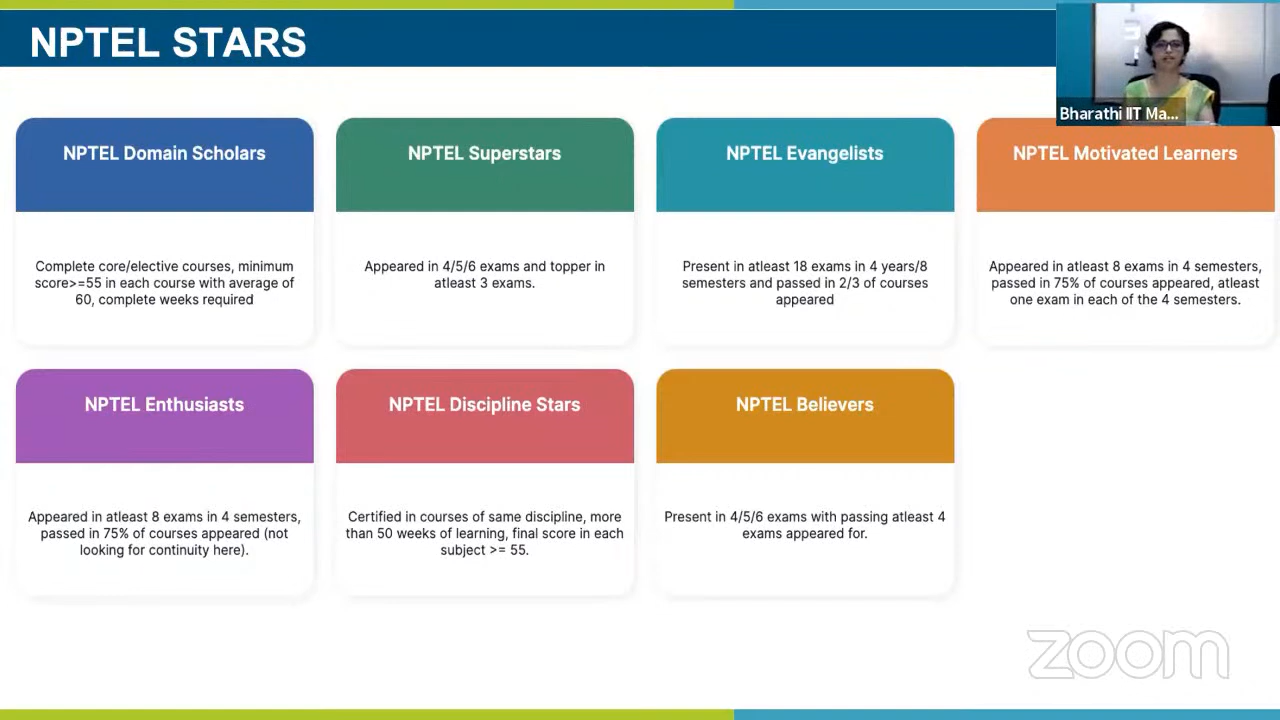 NPTEL STARS
Bharathi IIT Ma...
NPTEL Domain Scholars
Complete core/elective courses, minimum
score>=55 in each course with average of
60, complete weeks required
NPTEL Superstars
Appeared in 4/5/6 exams and topper in
atleast 3 exams.
NPTEL Evangelists
Present in atleast 18 exams in 4 years/8
semesters and passed in 2/3 of courses
appeared
NPTEL Motivated Learners
Appeared in atleast 8 exams in 4 semesters,
passed in 75% of courses appeared, atleast
one exam in each of the 4 semesters.
NPTEL Enthusiasts
Appeared in atleast 8 exams in 4 semesters,
passed in 75% of courses appeared (not
looking for continuity here).
NPTEL Discipline Stars
Certified in courses of same discipline, more
than 50 weeks of learning, final score in each
subject >= 55.
NPTEL Believers
Present in 4/5/6 exams with passing atleast 4
exams appeared for.
zoom